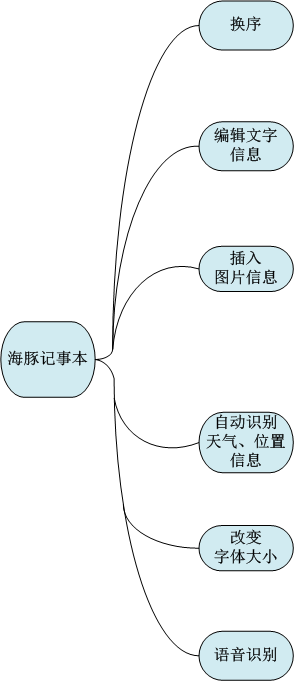 换序
编辑文字
信息
插入
图片信息
海豚记事本
自动识别
天气、位置
信息
改变
字体大小
语音识别